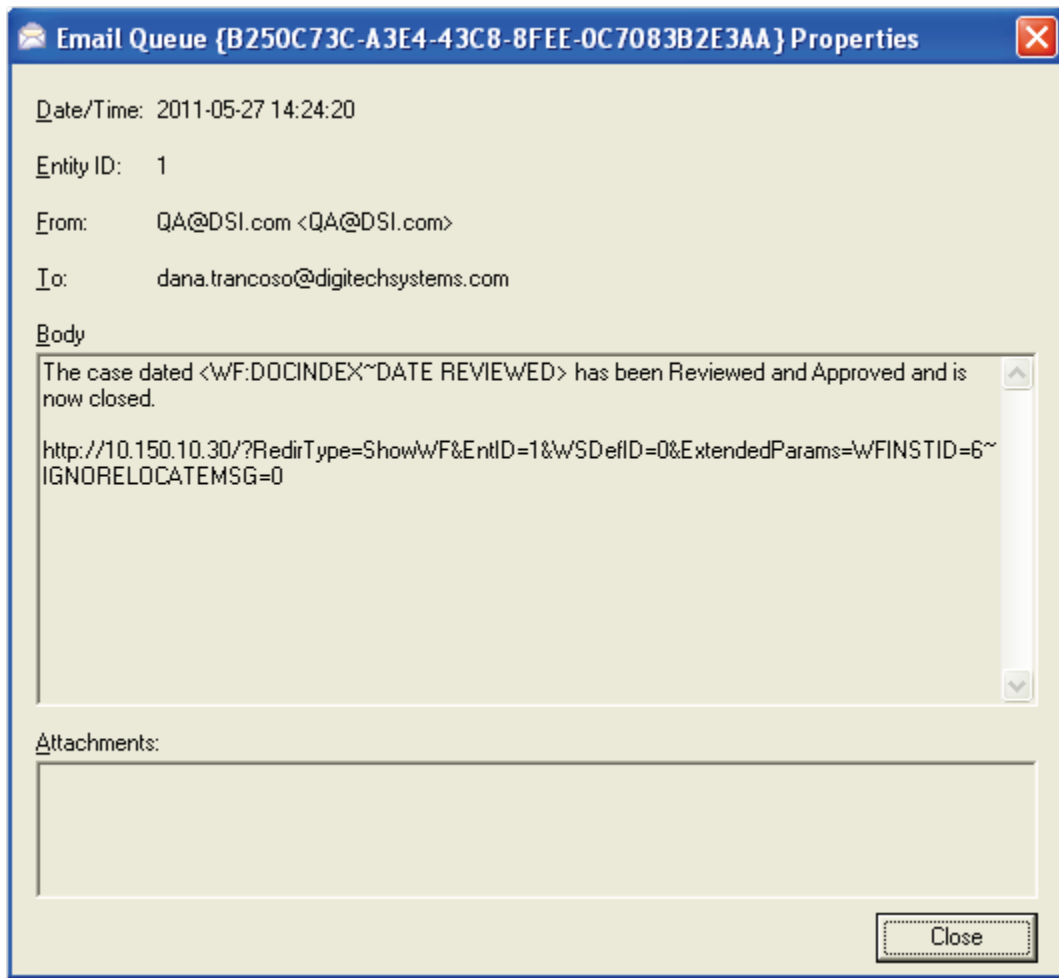 Email Queue {B250C73C-A3E4-43C8-8FEE-0C7083B2E3AA} Properties
Date/Time: 2011-05-27 14:24:20
Entity ID: 1
From: QA@DSI.com <QA@DSI.com>
To: dana.trancoso@digitechsystems.com
Body
The case dated <WF:DOCINDEX~DATE REVIEWED> has been Reviewed and Approved and is
now closed.
http://10.150.10.30/?RedirType=ShowWF&EntID=1&WSDefID=0&ExtendedParams=WFINSTID=6~
IGNORELOCATEMSG=0
Attachments:
Close